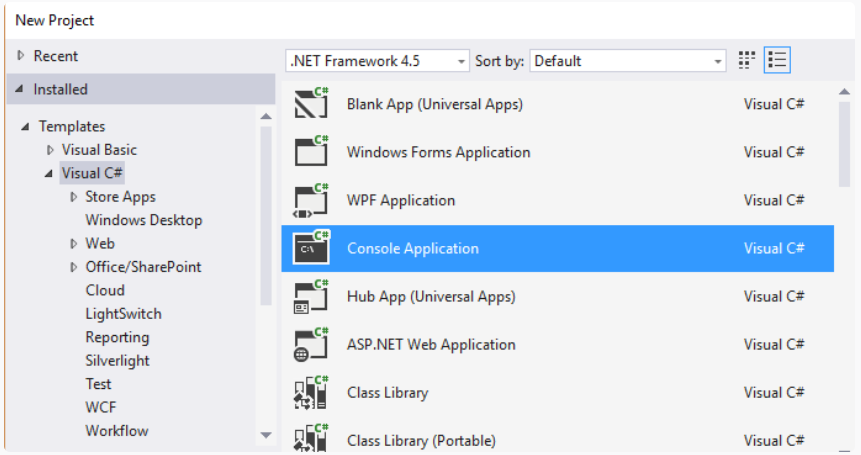 New Project
Recent
.NET Framework 4.5 Sort by: Default
Installed
Templates
Visual Basic
Visual C#
Store Apps
Windows Desktop
Web
Office/SharePoint
Cloud
LightSwitch
Reporting
Silverlight
Test
WCF
Workflow
C# Blank App (Universal Apps) Visual C#
C# Windows Forms Application Visual C#
C# WPF Application Visual C#
C# C:\ Console Application Visual C#
C# Hub App (Universal Apps) Visual C#
C# ASP.NET Web Application Visual C#
C# Class Library Visual C#
C# Class Library (Portable) Visual C#